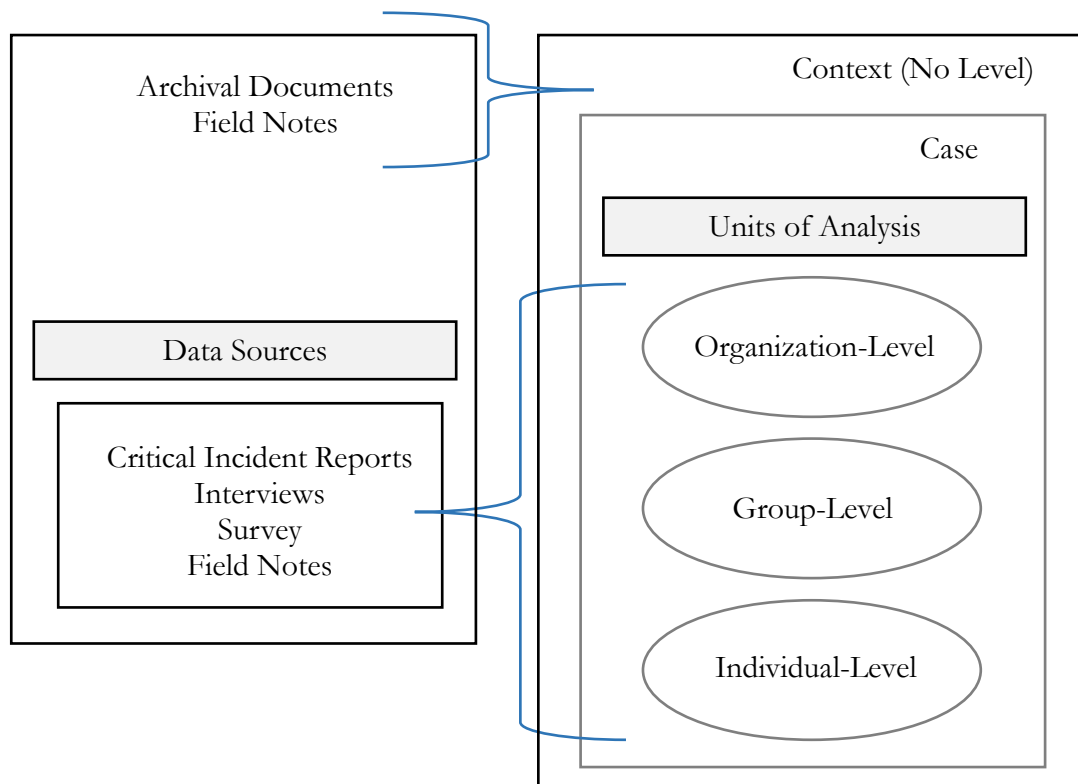 Archival Documents
Field Notes
Data Sources
Critical Incident Reports
Interviews
Survey
Field Notes
Context (No Level)
Case
Units of Analysis
Organization-Level
Group-Level
Individual-Level